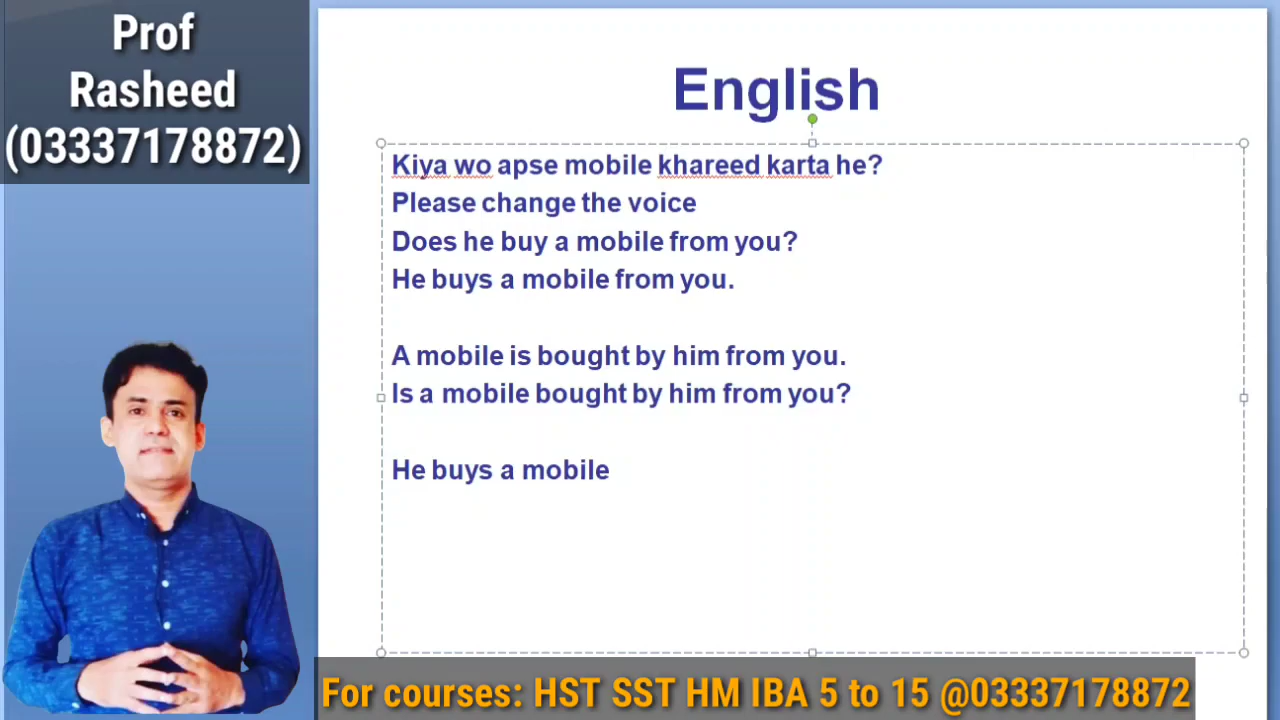 Prof
Rasheed
(03337178872)
English
Kiya wo apse mobile khareed karta he?
Please change the voice
Does he buy a mobile from you?
He buys a mobile from you.
A mobile is bought by him from you.
Is a mobile bought by him from you?
He buys a mobile
For courses: HST SST HM IBA 5 to 15 @03337178872